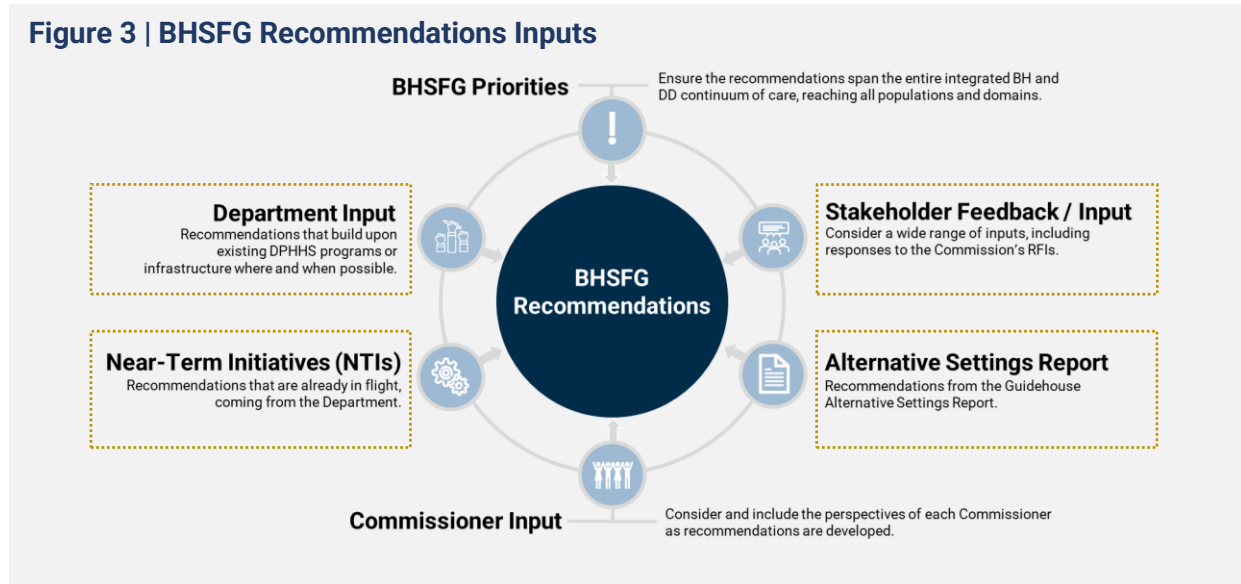 Figure 3 | BHSFG Recommendations Inputs
BHSFG Priorities
Ensure the recommendations span the entire integrated BH and
DD continuum of care, reaching all populations and domains.
Department Input
Recommendations that build upon
existing DPHHS programs or
infrastructure where and when possible.
Stakeholder Feedback / Input
Consider a wide range of inputs, including
responses to the Commission's RFIs.
BHSFG
Recommendations
Near-Term Initiatives (NTIs)
Recommendations that are already in flight,
coming from the Department.
Alternative Settings Report
Recommendations from the Guidehouse
Alternative Settings Report.
Commissioner Input
Consider and include the perspectives of each Commissioner
as recommendations are developed.